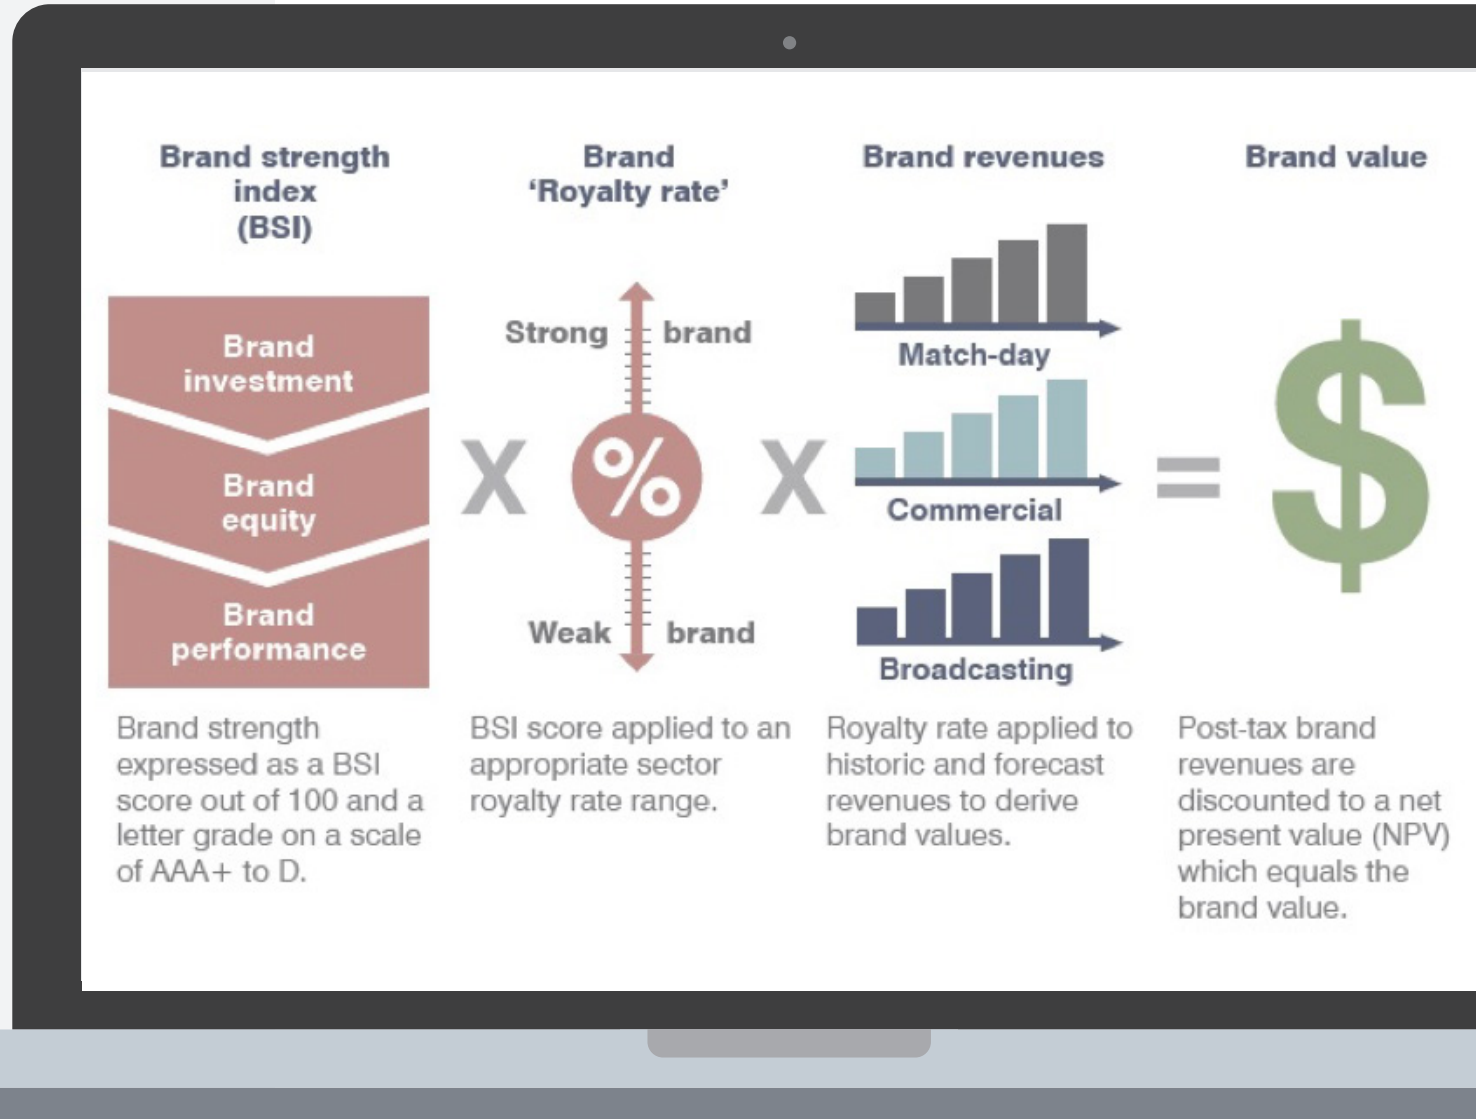 Brand strength
index
(BSI)
Brand
investment
Brand
equity
Brand
performance
Brand strength
expressed as a BSI
score out of 100 and a
letter grade on a scale
of AAA+ to D.
X
Brand
‘Royalty rate’
Strong brand
%
Weak brand
BSI score applied to an
appropriate sector
royalty rate range.
X
Brand revenues
Match-day
Commercial
Broadcasting
Royalty rate applied to
historic and forecast
revenues to derive
brand values.
=
Brand value
$
Post-tax brand
revenues are
discounted to a net
present value (NPV)
which equals the
brand value.